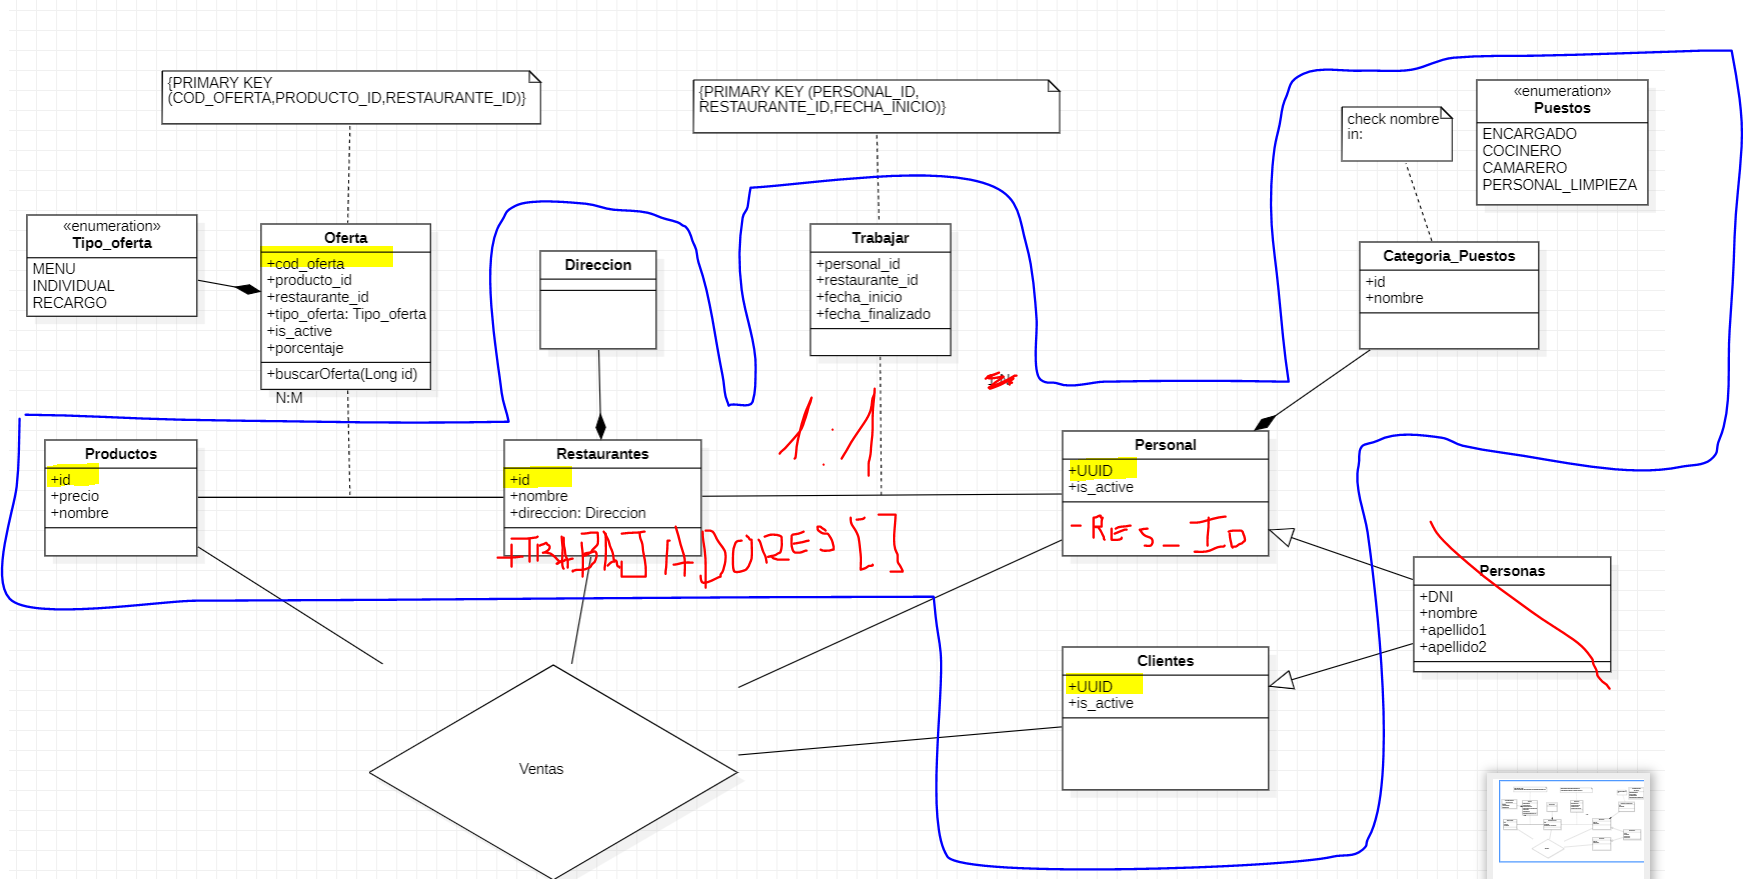 {PRIMARY KEY
(COD_OFERTA,PRODUCTO_ID,RESTAURANTE_ID)}
{PRIMARY KEY (PERSONAL_ID,
RESTAURANTE_ID,FECHA_INICIO)}
check nombre
in:
«enumeration»
Puestos
ENCARGADO
COCINERO
CAMARERO
PERSONAL_LIMPIEZA
«enumeration»
Tipo_oferta
MENU
INDIVIDUAL
RECARGO
Oferta
+cod_oferta
+producto_id
+restaurante_id
+tipo_oferta: Tipo_oferta
+is_active
+porcentaje
+buscarOferta(Long id)
N:M
Direccion
Trabajar
+personal_id
+restaurante_id
+fecha_inicio
+fecha_finalizado
Categoria_Puestos
+id
+nombre
1:1
Productos
+id
+precio
+nombre
Restaurantes
+id
+nombre
+direccion: Direccion
+TRABAJADORES []
Personal
+UUID
+is_active
-RES_ID
Personas
+DNI
+nombre
+apellido1
+apellido2
Clientes
+UUID
+is_active
Ventas